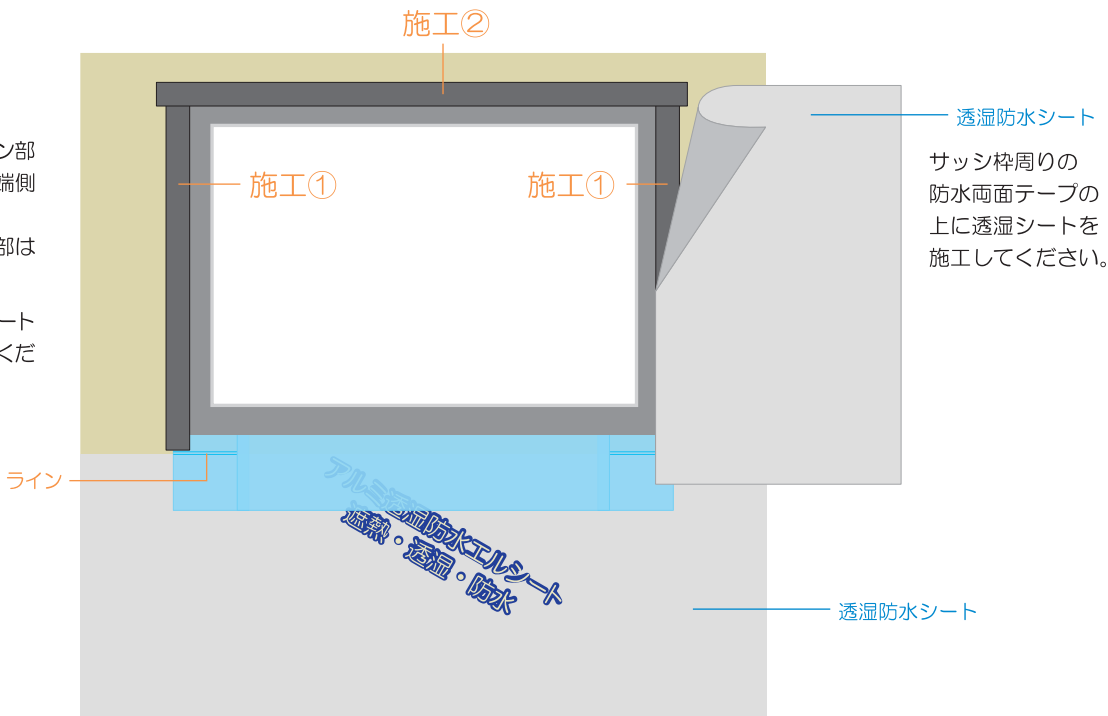 施工②
ン部
端側
部は
ート
くだ
施工①
施工①
透湿防水シート
サッシ枠周りの
防水両面テープの
上に透湿シートを
施工してください。
ライン
アルミ透湿防水エルシート
遮熱・透湿・防水
透湿防水シート